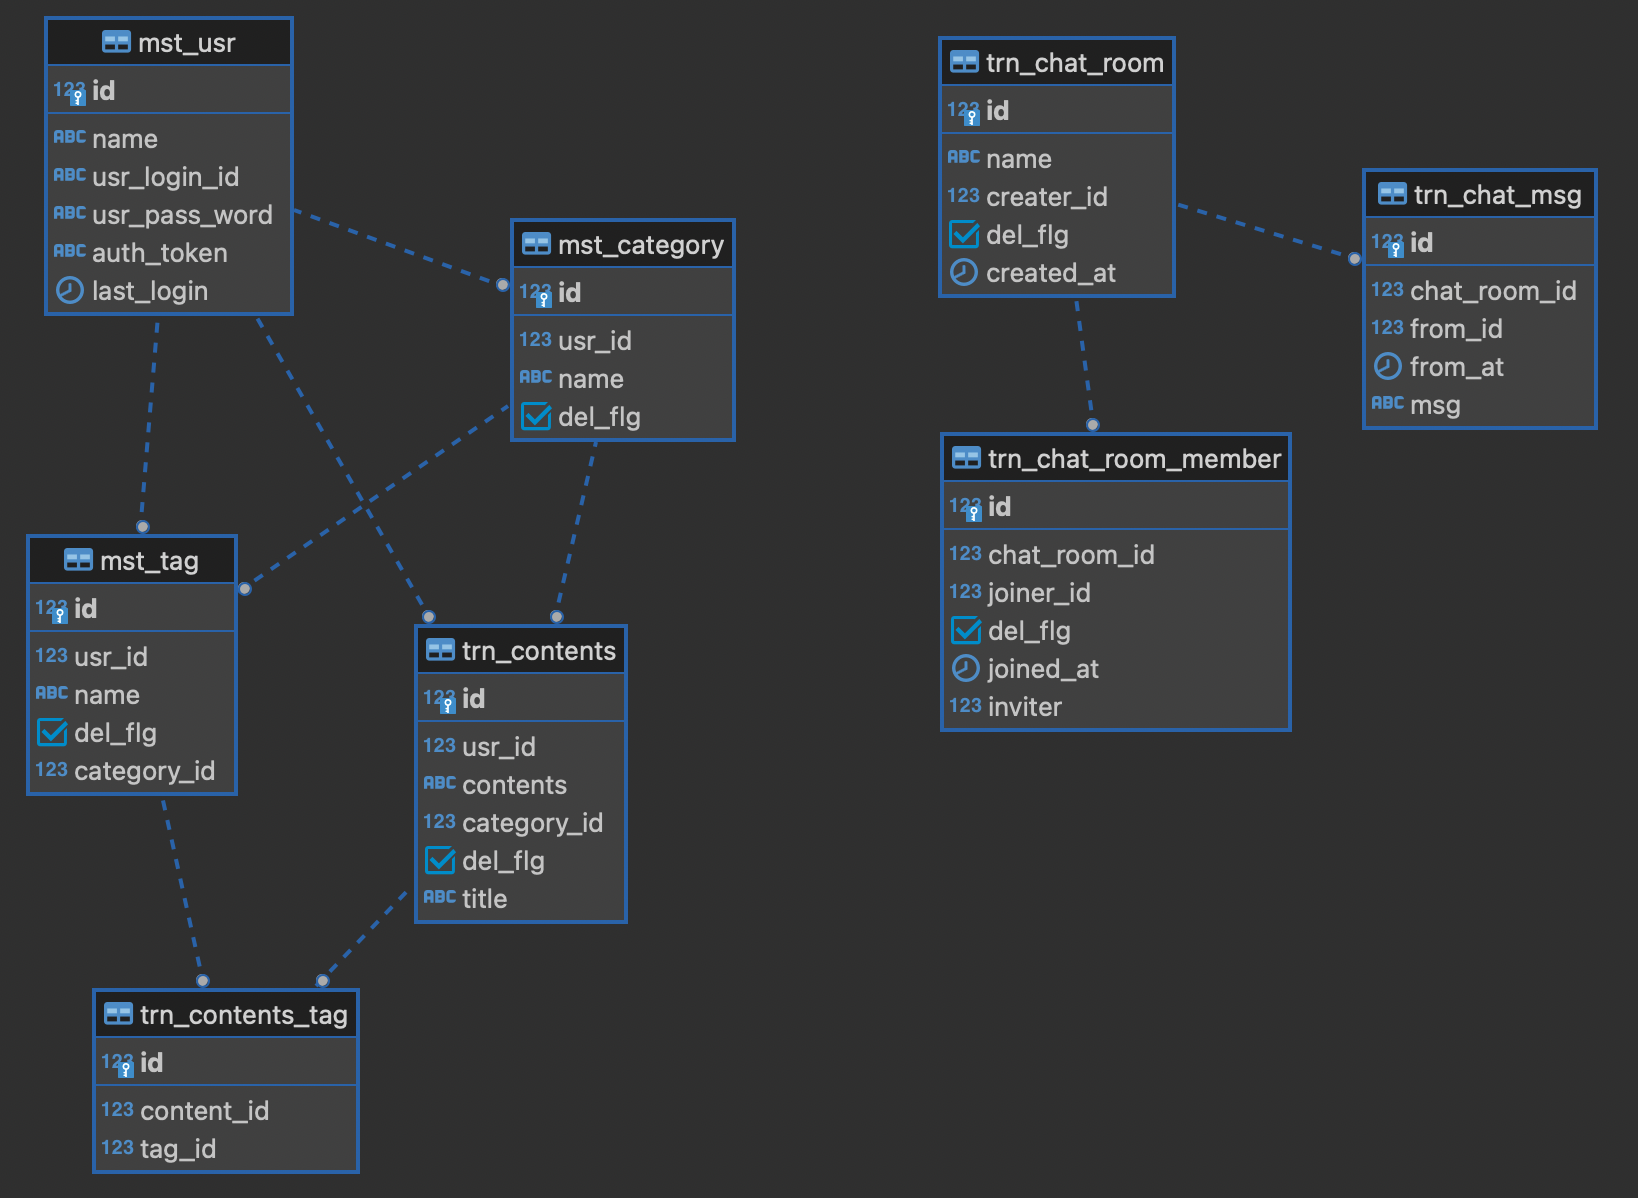 mst_usr
123 id
ABC name
ABC usr_login_id
ABC usr_pass_word
ABC auth_token
last_login
mst_category
123 id
123 usr_id
ABC name
del_flg
mst_tag
123 id
123 usr_id
ABC name
del_flg
123 category_id
trn_contents
123 id
123 usr_id
ABC contents
123 category_id
del_flg
ABC title
trn_contents_tag
123 id
123 content_id
123 tag_id
trn_chat_room
123 id
ABC name
123 creater_id
del_flg
created_at
trn_chat_msg
123 id
123 chat_room_id
123 from_id
from_at
ABC msg
trn_chat_room_member
123 id
123 chat_room_id
123 joiner_id
del_flg
joined_at
123 inviter